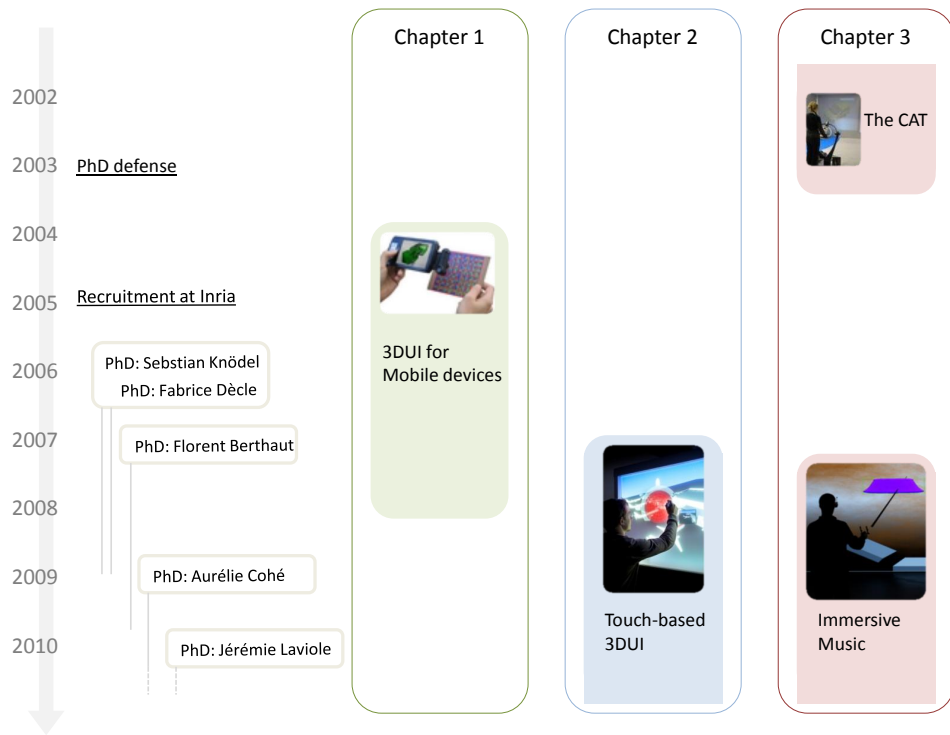 Chapter 1
Chapter 2
Chapter 3
2002
The CAT
2003
PhD defense
2004
2005
Recruitment at Inria
3DUI for
Mobile devices
2006
PhD: Sebstian Knödel
PhD: Fabrice Dècle
2007
PhD: Florent Berthaut
2008
2009
PhD: Aurélie Cohé
Touch-based
3DUI
Immersive
Music
2010
PhD: Jérémie Laviole